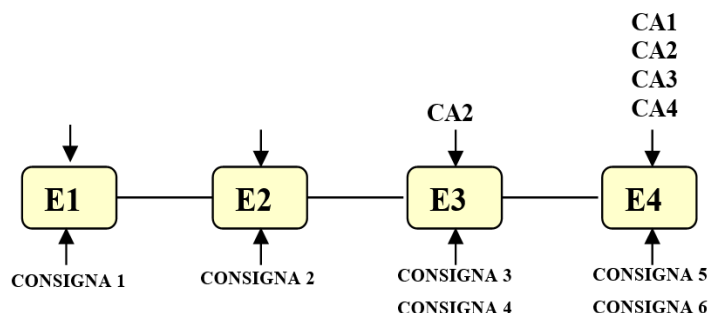 CA1
CA2
CA3
CA4
CA2
E1
E2
E3
E4
CONSIGNA 1
CONSIGNA 2
CONSIGNA 3
CONSIGNA 4
CONSIGNA 5
CONSIGNA 6